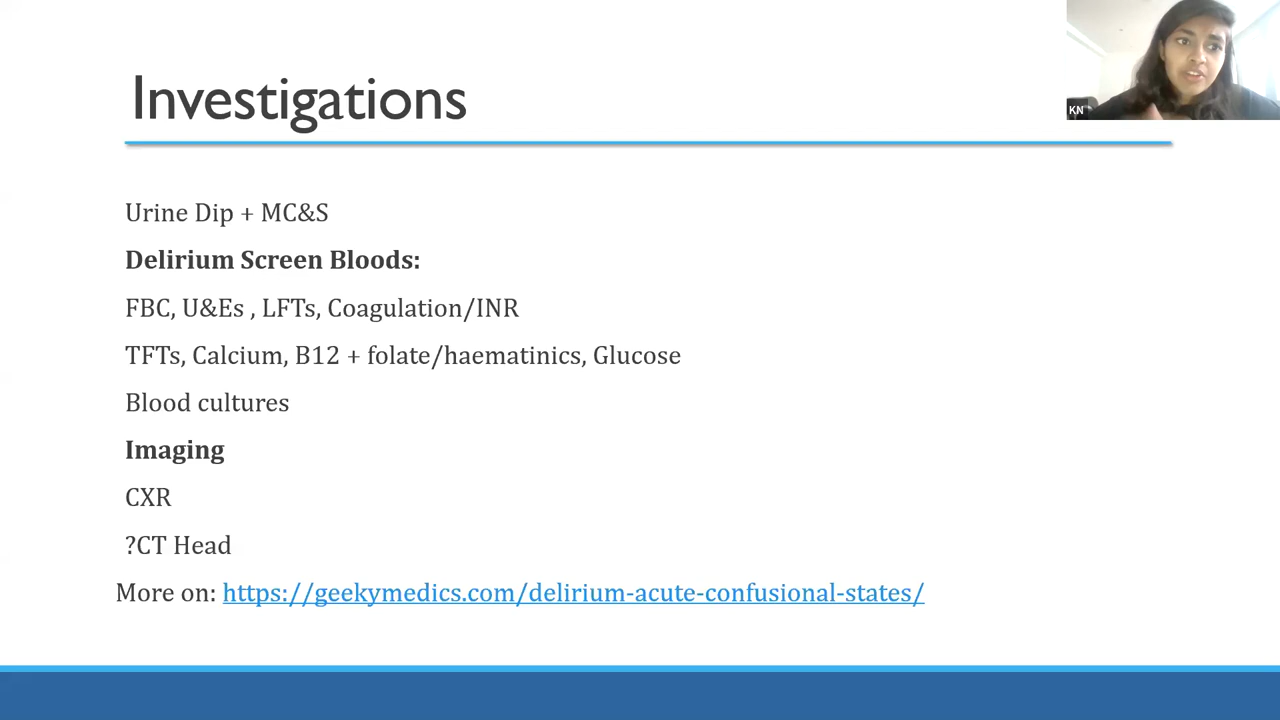 Investigations
KN
Urine Dip + MC&S
Delirium Screen Bloods:
FBC, U&Es , LFTs, Coagulation/INR
TFTs, Calcium, B12 + folate/haematinics, Glucose
Blood cultures
Imaging
CXR
?CT Head
More on: https://geekymedics.com/delirium-acute-confusional-states/